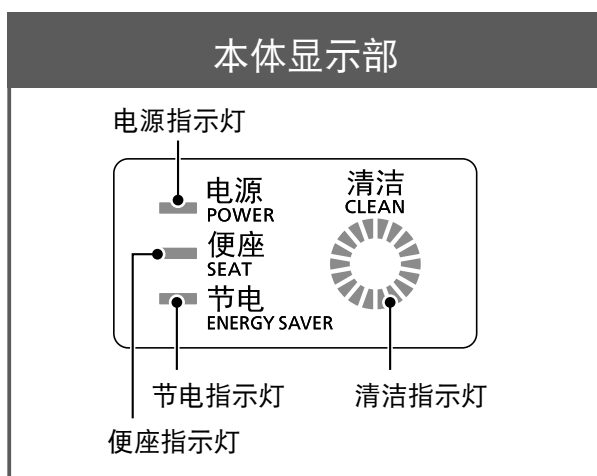 本体显示部
电源指示灯
电源
POWER
清洁
CLEAN
便座
SEAT
节电
ENERGY SAVER
节电指示灯
清洁指示灯
便座指示灯